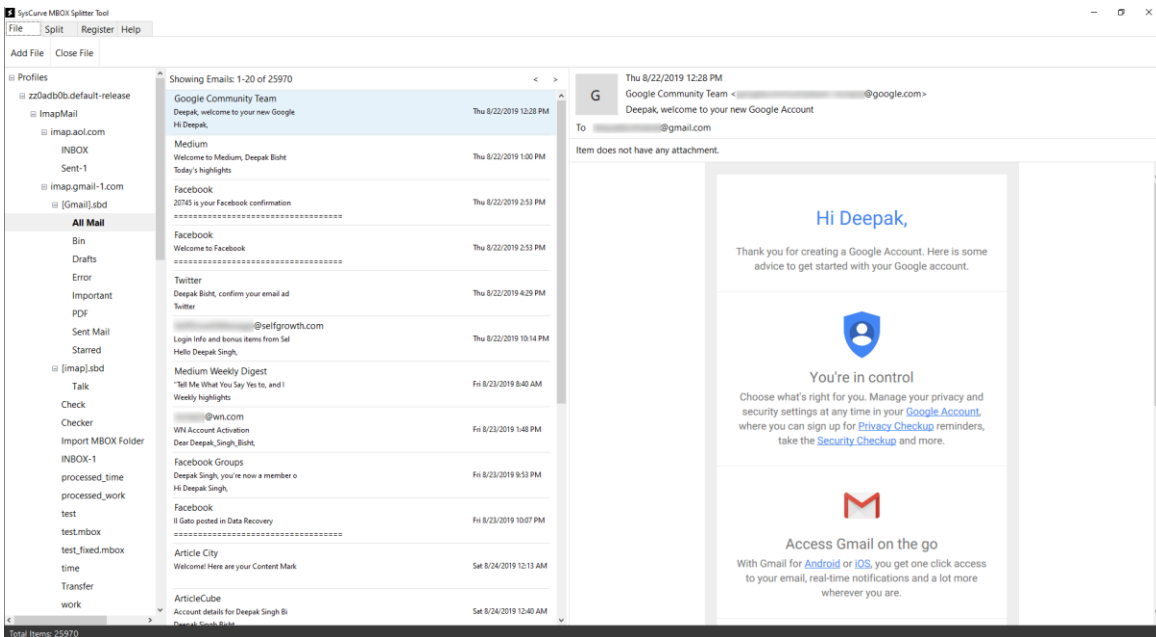 SysCurve MBOX Splitter Tool
File Split Register Help
Add File Close File
Profiles
zz0adb0b.default-release
ImapMail
imap.aol.com
INBOX
Sent-1
imap.gmail-1.com
[Gmail].sbd
All Mail
Bin
Drafts
Error
Important
PDF
Sent Mail
Starred
[imap].sbd
Talk
Check
Checker
Import MBOX Folder
INBOX-1
processed_time
processed_work
test
test.mbox
test_fixed.mbox
time
Transfer
work
Total Items: 25970
Showing Emails: 1-20 of 25970 < >
Google Community Team
Deepak, welcome to your new Google Thu 8/22/2019 12:28 PM
Hi Deepak,
Medium
Welcome to Medium, Deepak Bisht Thu 8/22/2019 1:00 PM
Today's highlights
Facebook
20745 is your Facebook confirmation Thu 8/22/2019 2:53 PM
===================================
Facebook
Welcome to Facebook Thu 8/22/2019 2:53 PM
===================================
Twitter
Deepak Bisht, confirm your email ad Thu 8/22/2019 4:29 PM
Twitter
@selfgrowth.com
Login Info and bonus items from Sel Thu 8/22/2019 10:14 PM
Hello Deepak Singh,
Medium Weekly Digest
"Tell Me What You Say Yes to, and I Fri 8/23/2019 8:40 AM
Weekly highlights
@wn.com
WN Account Activation Fri 8/23/2019 1:48 PM
Dear Deepak_Singh_Bisht,
Facebook Groups
Deepak Singh, you're now a member o Fri 8/23/2019 9:53 PM
Hi Deepak Singh,
Facebook
Il Gato posted in Data Recovery Fri 8/23/2019 10:07 PM
===================================
Article City
Welcome! Here are your Content Mark Sat 8/24/2019 12:13 AM
ArticleCube
Account details for Deepak Singh Bi Sat 8/24/2019 12:40 AM
Deepak Singh Bisht
G
Thu 8/22/2019 12:28 PM
Google Community Team < @google.com>
Deepak, welcome to your new Google Account
To @gmail.com
Item does not have any attachment.
Hi Deepak,
Thank you for creating a Google Account. Here is some
advice to get started with your Google account.
You're in control
Choose what's right for you. Manage your privacy and
security settings at any time in your Google Account,
where you can sign up for Privacy Checkup reminders,
take the Security Checkup and more.
Access Gmail on the go
With Gmail for Android or iOS, you get one click access
to your email, real-time notifications and a lot more
wherever you are.